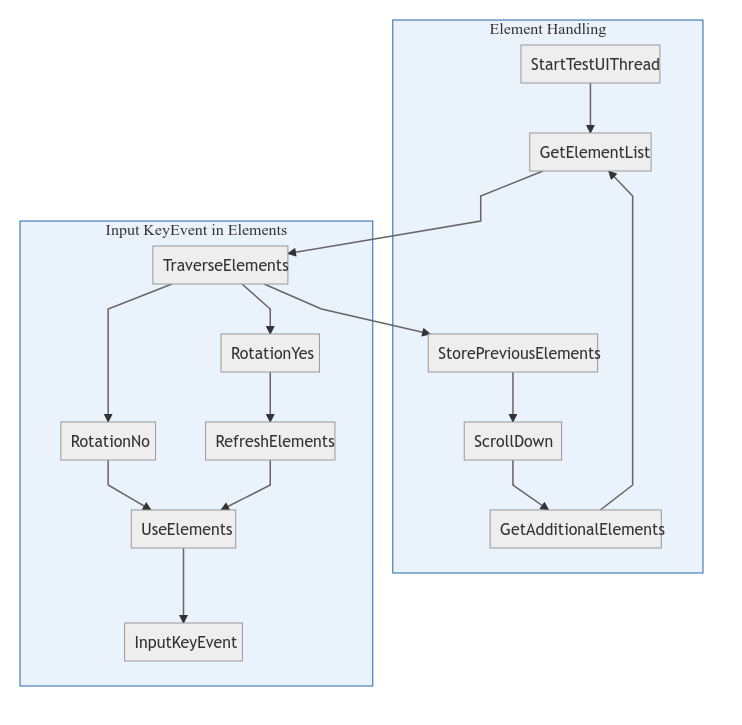 Element Handling
StartTestUIThread
GetElementList
Input KeyEvent in Elements
TraverseElements
RotationYes
StorePreviousElements
RotationNo
RefreshElements
ScrollDown
UseElements
GetAdditionalElements
InputKeyEvent